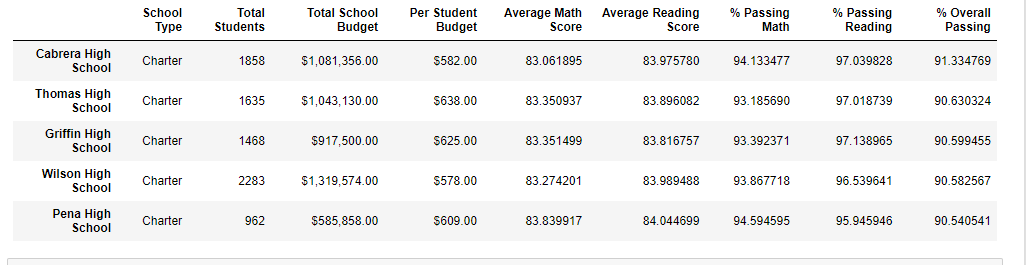 School Type Total Students Total School Budget Per Student Budget Average Math Score Average Reading Score % Passing Math % Passing Reading % Overall Passing
Cabrera High School Charter 1858 $1,081,356.00 $582.00 83.061895 83.975780 94.133477 97.039828 91.334769
Thomas High School Charter 1635 $1,043,130.00 $638.00 83.350937 83.896082 93.185690 97.018739 90.630324
Griffin High School Charter 1468 $917,500.00 $625.00 83.351499 83.816757 93.392371 97.138965 90.599455
Wilson High School Charter 2283 $1,319,574.00 $578.00 83.274201 83.989488 93.867718 96.539641 90.582567
Pena High School Charter 962 $585,858.00 $609.00 83.839917 84.044699 94.594595 95.945946 90.540541